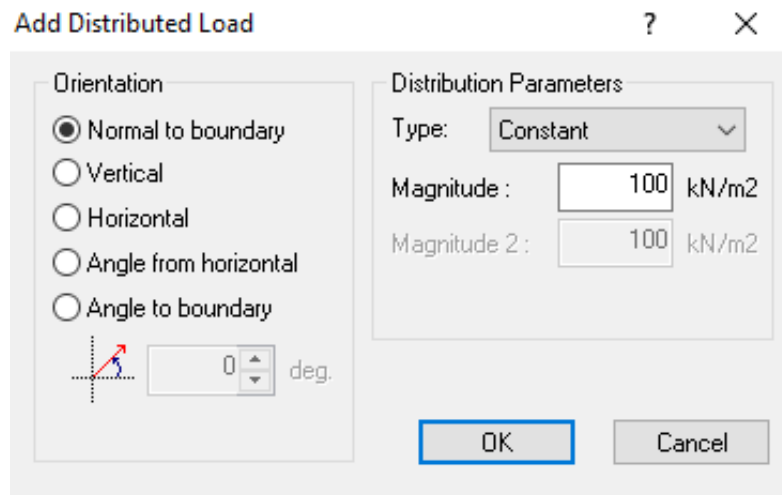 Add Distributed Load
?
Orientation
Normal to boundary
Vertical
Horizontal
Angle from horizontal
Angle to boundary
0 deg.
Distribution Parameters
Type: Constant
Magnitude : 100 kN/m2
Magnitude 2 : 100 kN/m2
OK
Cancel